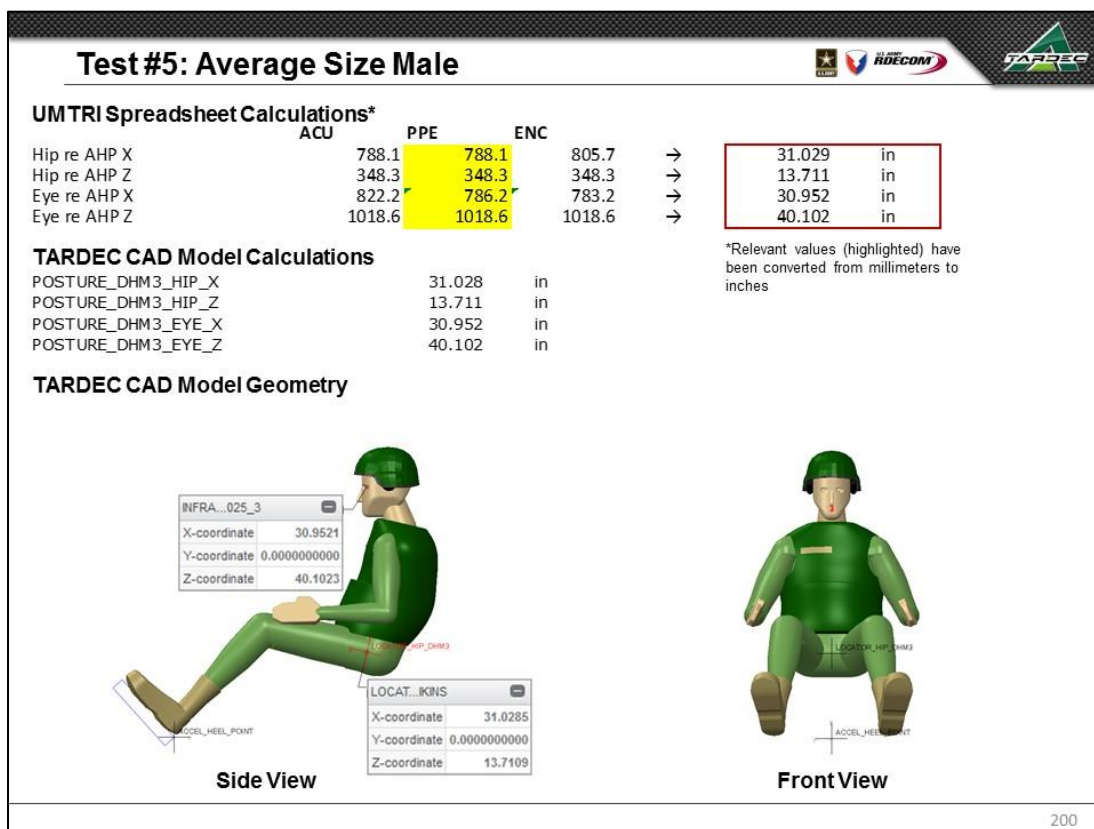 Test #5: Average Size Male
U.S.ARMY
U.S. ARMY
RDECOM
TARDEC
UMTRI Spreadsheet Calculations*
ACU PPE ENC
Hip re AHP X 788.1 788.1 805.7 → 31.029 in
Hip re AHP Z 348.3 348.3 348.3 → 13.711 in
Eye re AHP X 822.2 786.2 783.2 → 30.952 in
Eye re AHP Z 1018.6 1018.6 1018.6 → 40.102 in
*Relevant values (highlighted) have
been converted from millimeters to
inches
TARDEC CAD Model Calculations
POSTURE_DHM3_HIP_X 31.028 in
POSTURE_DHM3_HIP_Z 13.711 in
POSTURE_DHM3_EYE_X 30.952 in
POSTURE_DHM3_EYE_Z 40.102 in
TARDEC CAD Model Geometry
INFRA...025_3
X-coordinate 30.9521
Y-coordinate 0.0000000000
Z-coordinate 40.1023
LOCATOR_HIP_DHM3
LOCAT...IKINS
X-coordinate 31.0285
Y-coordinate 0.0000000000
Z-coordinate 13.7109
ACCEL_HEEL_POINT
Side View
3
LOCATOR_HIP_DHM3
ACCEL_HEEL_POINT
Front View
200